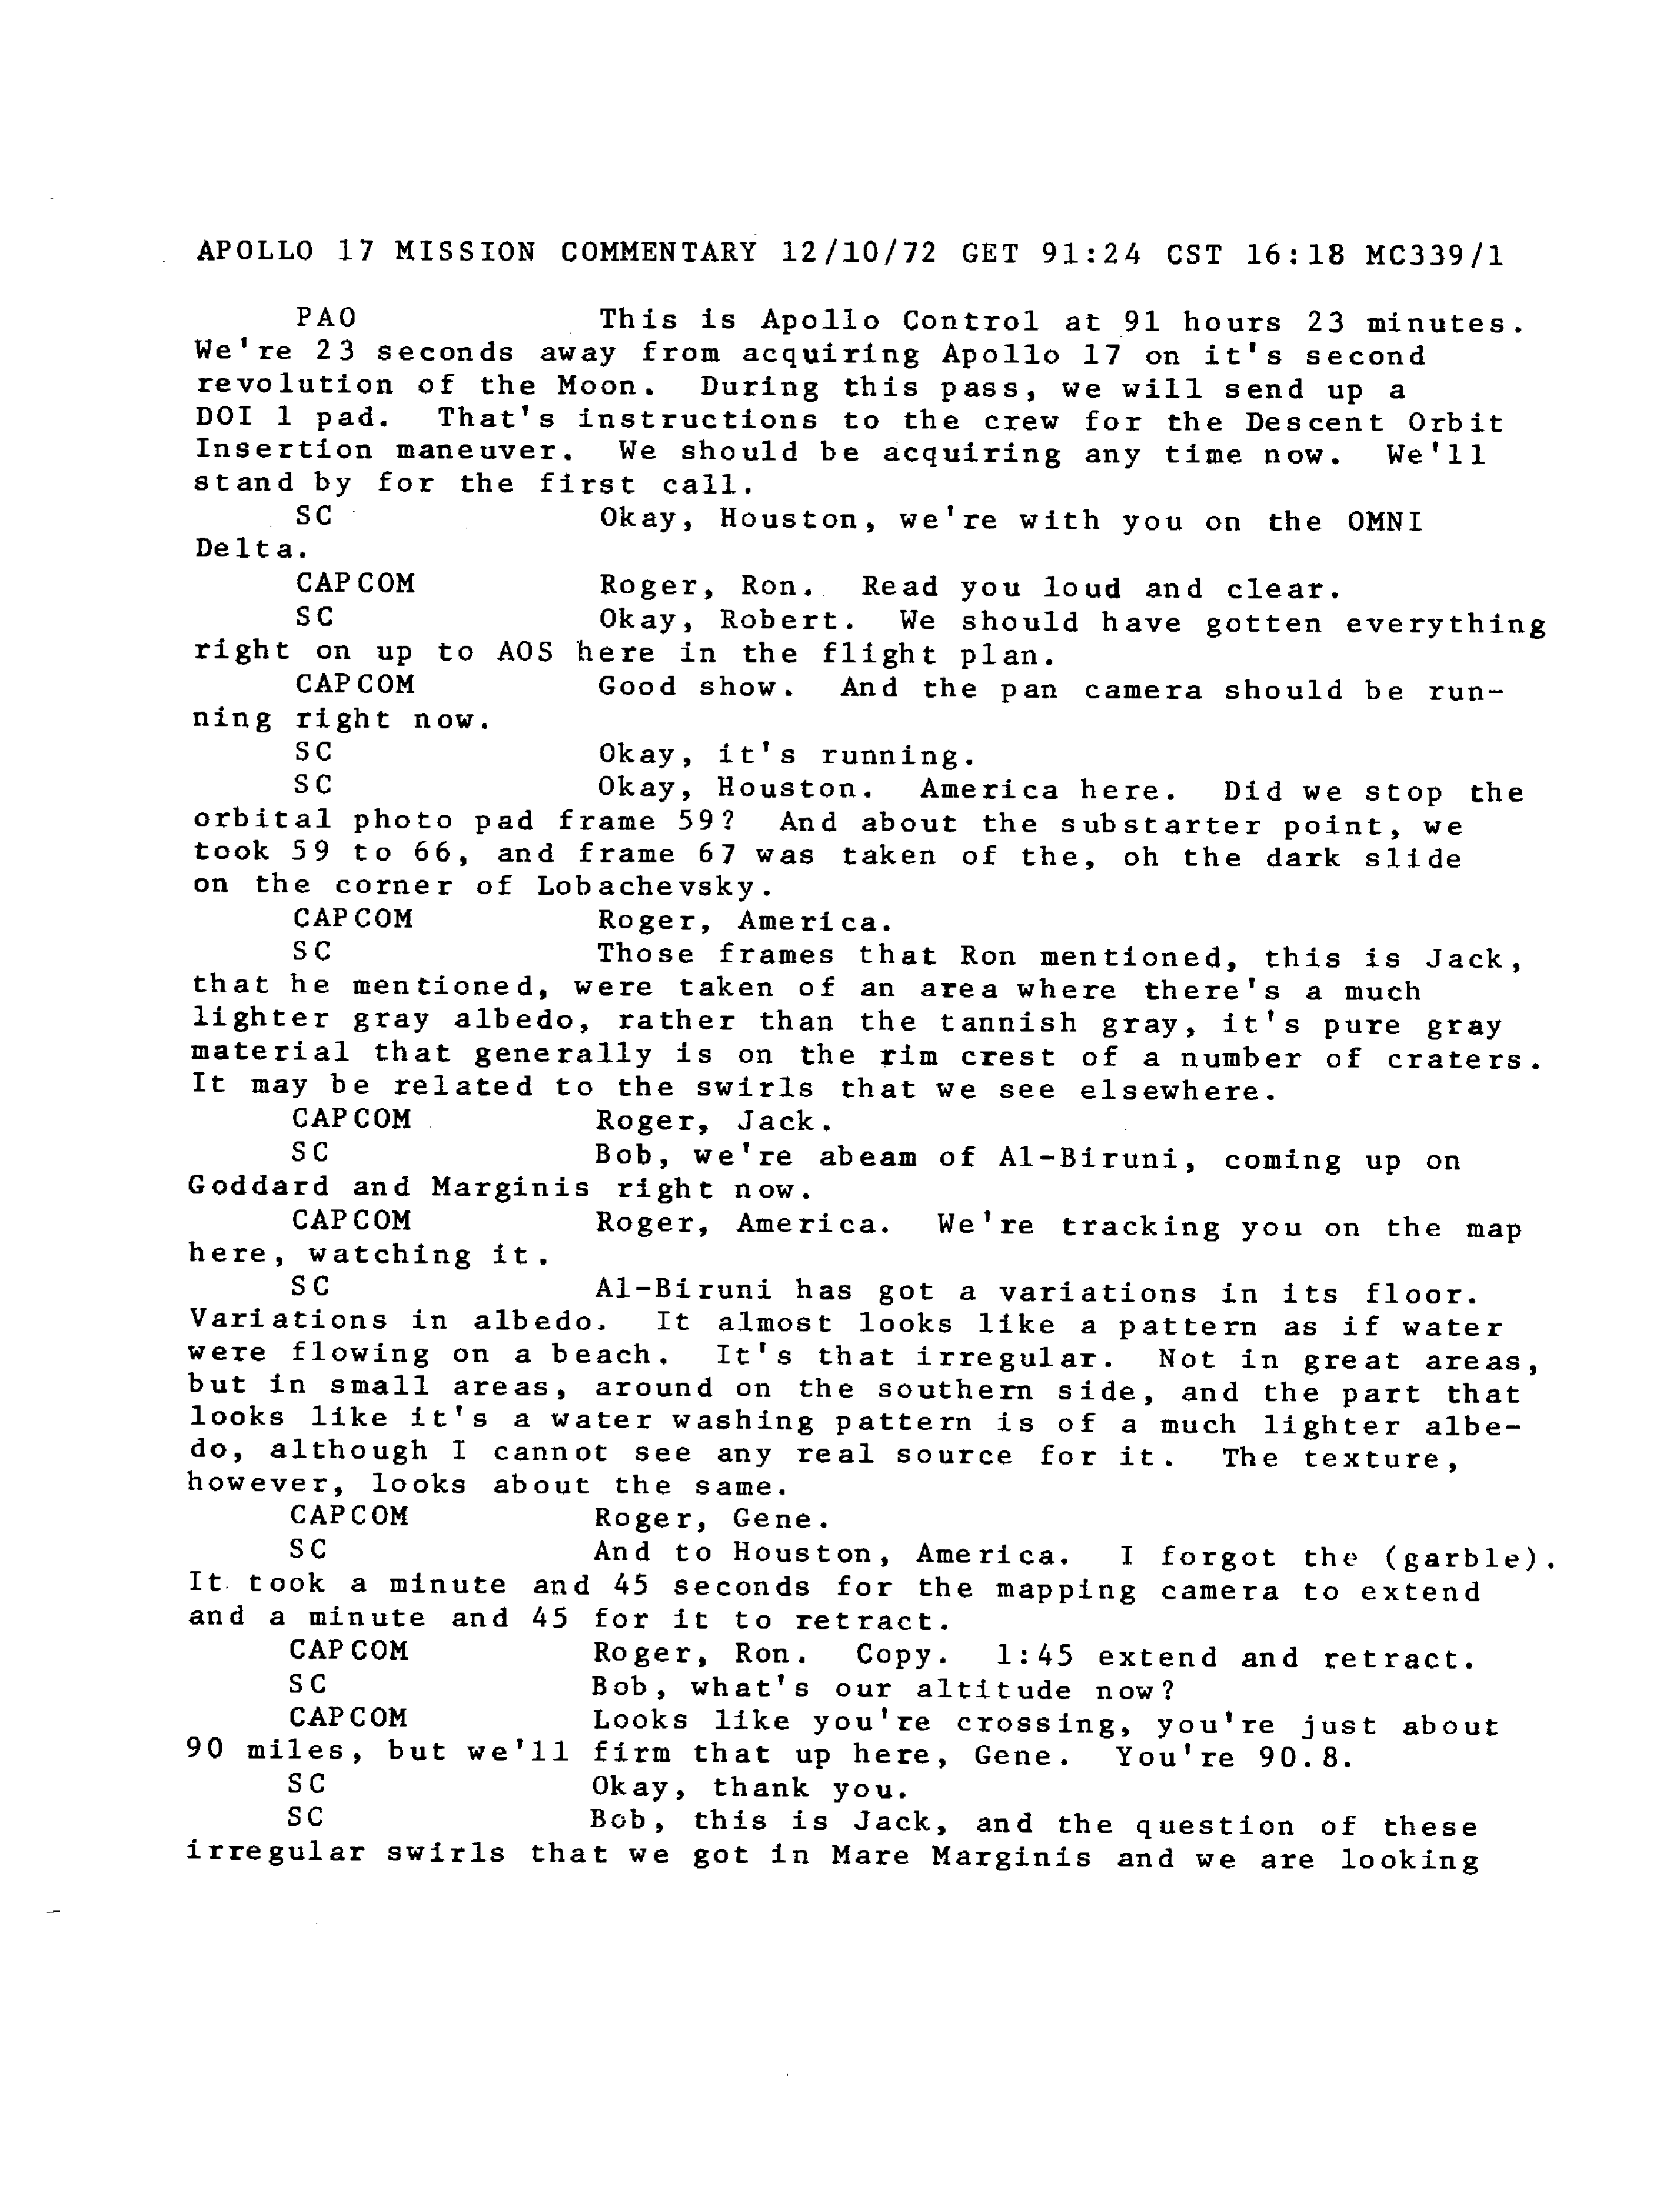 APOLLO 17 MISSION COMMENTARY 12/10/72 GET 91:24 CST 16:18 MC339/1
PAO This is Apollo Control at 91 hours 23 minutes.
We're 23 seconds away from acquiring Apollo 17 on it's second
revolution of the Moon. During this pass, we will send up a
DOI 1 pad. That's instructions to the crew for the Descent Orbit
Insertion maneuver. We should be acquiring any time now. We'll
stand by for the first call.
SC Okay, Houston, we're with you on the OMNI
Delta.
CAPCOM Roger, Ron. Read you loud and clear.
SC Okay, Robert. We should have gotten everything
right on up to AOS here in the flight plan.
CAPCOM Good show. And the pan camera should be run-
ning right now.
SC Okay, it's running.
SC Okay, Houston. America here. Did we stop the
orbital photo pad frame 59? And about the substarter point, we
took 59 to 66, and frame 67 was taken of the, oh the dark slide
on the corner of Lobachevsky.
CAPCOM Roger, America.
SC Those frames that Ron mentioned, this is Jack,
that he mentioned, were taken of an area where there's a much
lighter gray albedo, rather than the tannish gray, it's pure gray
material that generally is on the rim crest of a number of craters.
It may be related to the swirls that we see elsewhere.
CAPCOM Roger, Jack.
SC Bob, we're abeam of Al-Biruni, coming up on
Goddard and Marginis right now.
CAPCOM Roger, America. We're tracking you on the map
here, watching it.
SC Al-Biruni has got a variations in its floor.
Variations in albedo. It almost looks like a pattern as if water
were flowing on a beach. It's that irregular. Not in great areas,
but in small areas, around on the southern side, and the part that
looks like it's a water washing pattern is of a much lighter albe-
do, although I cannot see any real source for it. The texture,
however, looks about the same.
CAPCOM Roger, Gene.
SC And to Houston, America. I forgot the (garble).
It took a minute and 45 seconds for the mapping camera to extend
and a minute and 45 for it to retract.
CAPCOM Roger, Ron. Copy. 1:45 extend and retract.
SC Bob, what's our altitude now?
CAPCOM Looks like you're crossing, you're just about
90 miles, but we'll firm that up here, Gene. You're 90.8.
SC Okay, thank you.
SC Bob, this is Jack, and the question of these
irregular swirls that we got in Mare Marginis and we are looking